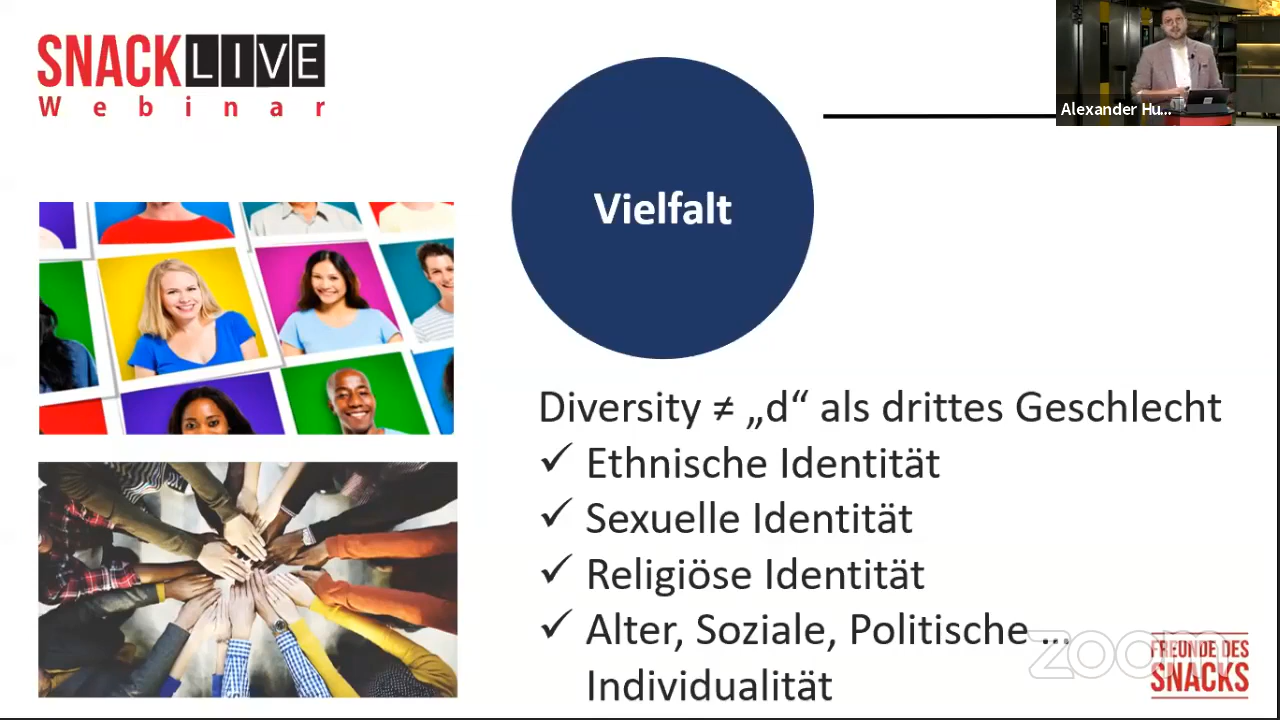 SNACK LIVE
Webinar
Alexander Hu...
Vielfalt
Diversity ≠ „d“ als drittes Geschlecht
✓ Ethnische Identität
✓ Sexuelle Identität
✓ Religiöse Identität
✓ Alter, Soziale, Politische ...
Individualität
zoom
FREUNDE DES
SNACKS